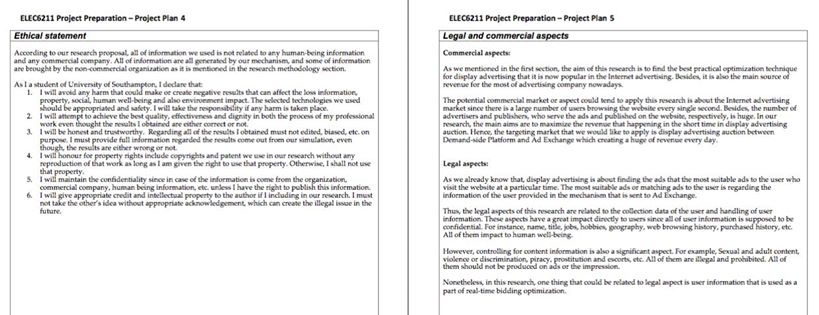 ELEC6211 Project Preparation – Project Plan 4
Ethical statement
According to our research proposal, all of information we used is not related to any human-being information
and any commercial company. All of information are all generated by our mechanism, and some of information
are brought by the non-commercial organization as it is mentioned in the research methodology section.
As I a student of University of Southampton, I declare that:
1. I will avoid any harm that could make or create negative results that can affect the loss information,
property, social, human well-being and also environment impact. The selected technologies we used
should be appropriated and safety. I will take the responsibility if any harm is taken place.
2. I will attempt to achieve the best quality, effectiveness and dignity in both the process of my professional
work even thought the results I obtained are either correct or not.
3. I will be honest and trustworthy. Regarding all of the results I obtained must not edited, biased, etc. on
purpose. I must provide full information regarded the results come out from our simulation, even
though, the results are either wrong or not.
4. I will honour for property rights include copyrights and patent we use in our research without any
reproduction of that work as long as I am given the right to use that property. Otherwise, I shall not use
that property.
5. I will maintain the confidentiality since in case of the information is come from the organization,
commercial company, human being information, etc. unless I have the right to publish this information.
6. I will give appropriate credit and intellectual property to the author if I including in our research. I must
not take the other's idea without appropriate acknowledgement, which can create the illegal issue in the
future.
ELEC6211 Project Preparation – Project Plan 5
Legal and commercial aspects
Commercial aspects:
As we mentioned in the first section, the aim of this research is to find the best practical optimization technique
for display advertising that it is now popular in the Internet advertising. Besides, it is also the main source of
revenue for the most of advertising company nowadays.
The potential commercial market or aspect could tend to apply this research is about the Internet advertising
market since there is a large number of users browsing the website every single second. Besides, the number of
advertisers and publishers, who serve the ads and published on the website, respectively, is huge. In our
research, the main aims are to maximize the revenue that happening in the short time in display advertising
auction. Hence, the targeting market that we would like to apply is display advertising auction between
Demand-side Platform and Ad Exchange which creating a huge of revenue every day.
Legal aspects:
As we already know that, display advertising is about finding the ads that the most suitable ads to the user who
visit the website at a particular time. The most suitable ads or matching ads to the user is regarding the
information of the user provided in the mechanism that is sent to Ad Exchange.
Thus, the legal aspects of this research are related to the collection data of the user and handling of user
information. These aspects have a great impact directly to users since all of user information is supposed to be
confidential. For instance, name, title, jobs, hobbies, geography, web browsing history, purchased history, etc.
All of them impact to human well-being.
However, controlling for content information is also a significant aspect. For example, Sexual and adult content,
violence or discrimination, piracy, prostitution and escorts, etc. All of them are illegal and prohibited. All of
them should not be produced on ads or the impression.
Nonetheless, in this research, one thing that could be related to legal aspect is user information that is used as a
part of real-time bidding optimization.